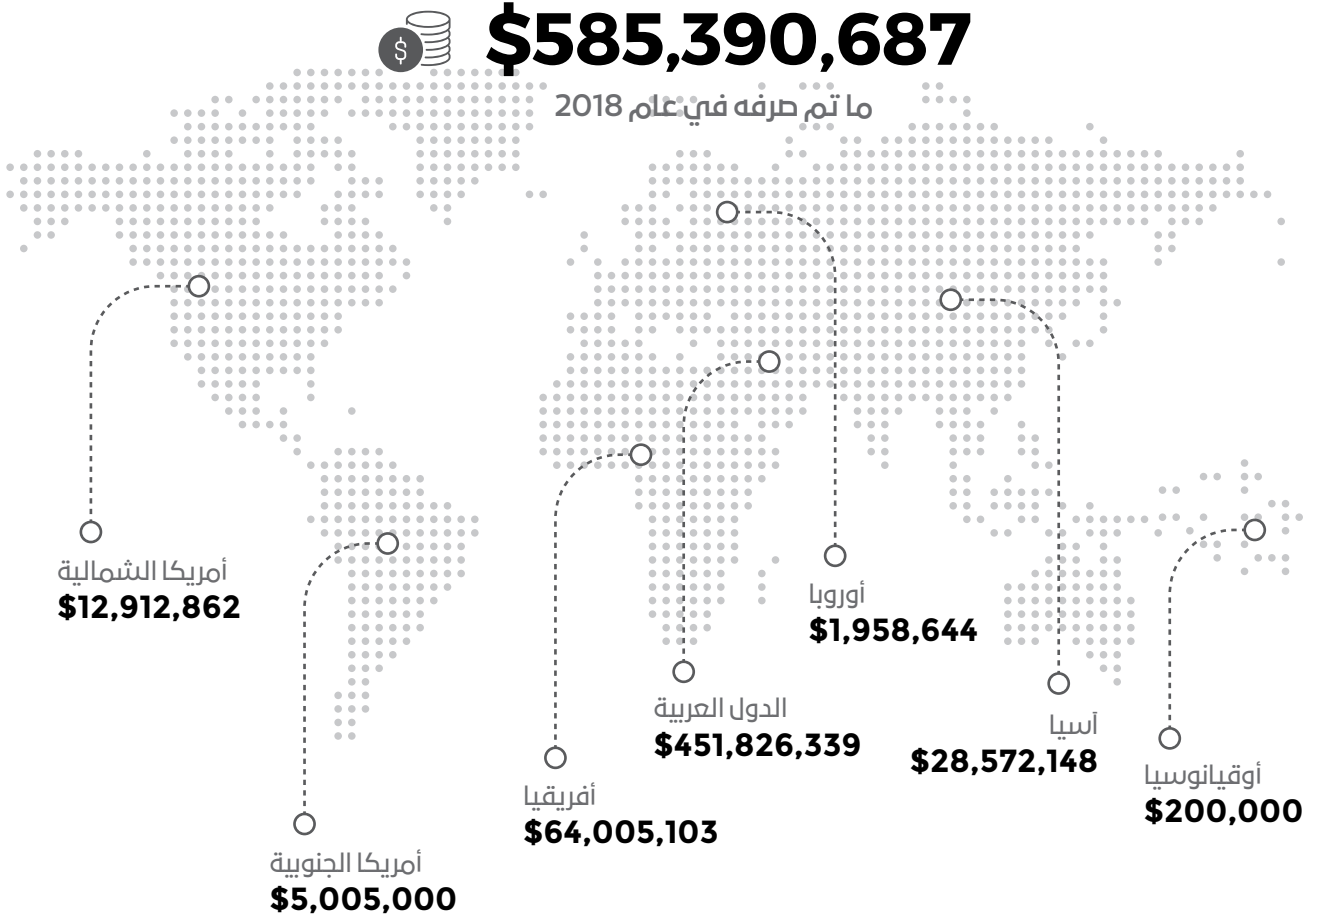 $585,390,687
$
ما تم صرفه في عام 2018
أمريكا الشمالية
$12,912,862
أوروبا
$1,958,644
الدول العربية
$451,826,339
آسيا
$28,572,148
أوقيانوسيا
$200,000
أفريقيا
$64,005,103
أمريكا الجنوبية
$5,005,000